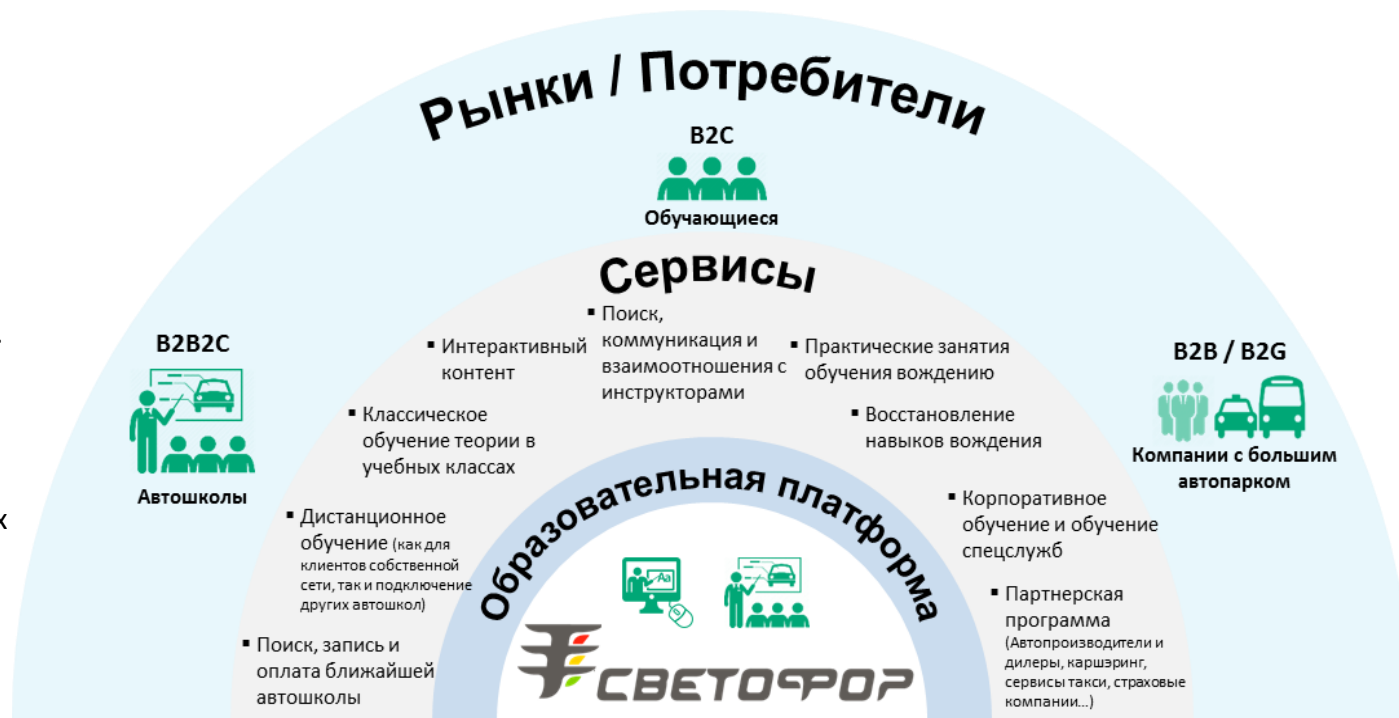 Рынки / Потребители
B2C
Обучающиеся
Сервисы
▪ Поиск,
коммуникация и
взаимоотношения с
инструкторами
▪ Интерактивный
контент
▪ Практические занятия
обучения вождению
B2B2C
Автошколы
B2B / B2G
Компании с большим
автопарком
▪ Классическое
обучение теории в
учебных классах
▪ Восстановление
навыков вождения
Образовательная платформа
▪ Дистанционное
обучение (как для
клиентов собственной
сети, так и подключение
других автошкол)
▪ Корпоративное
обучение и обучение
спецслужб
х
Aa
▪ Поиск, запись и
оплата ближайшей
автошколы
▪ Партнерская
программа
(Автопроизводители и
дилеры, каршэринг,
сервисы такси, страховые
компании...)
СВЕТОФОР